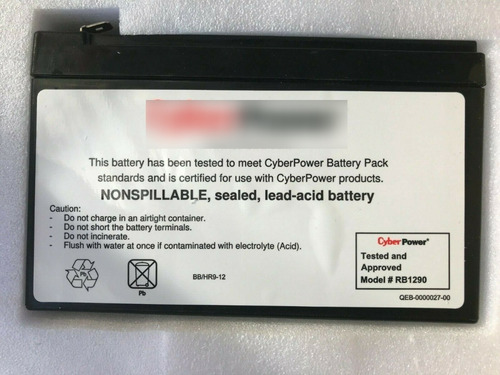 This battery has been tested to meet CyberPower Battery Pack
standards and is certified for use with CyberPower products.
NONSPILLABLE, sealed, lead-acid battery
Caution:
- Do not charge in an airtight container.
- Do not short the battery terminals.
- Do not incinerate.
- Flush with water at once if contaminated with electrolyte (Acid).
Pb
BB/HR9-12
CyberPower®
Tested and
Approved
Model # RB1290
QEB-0000027-00